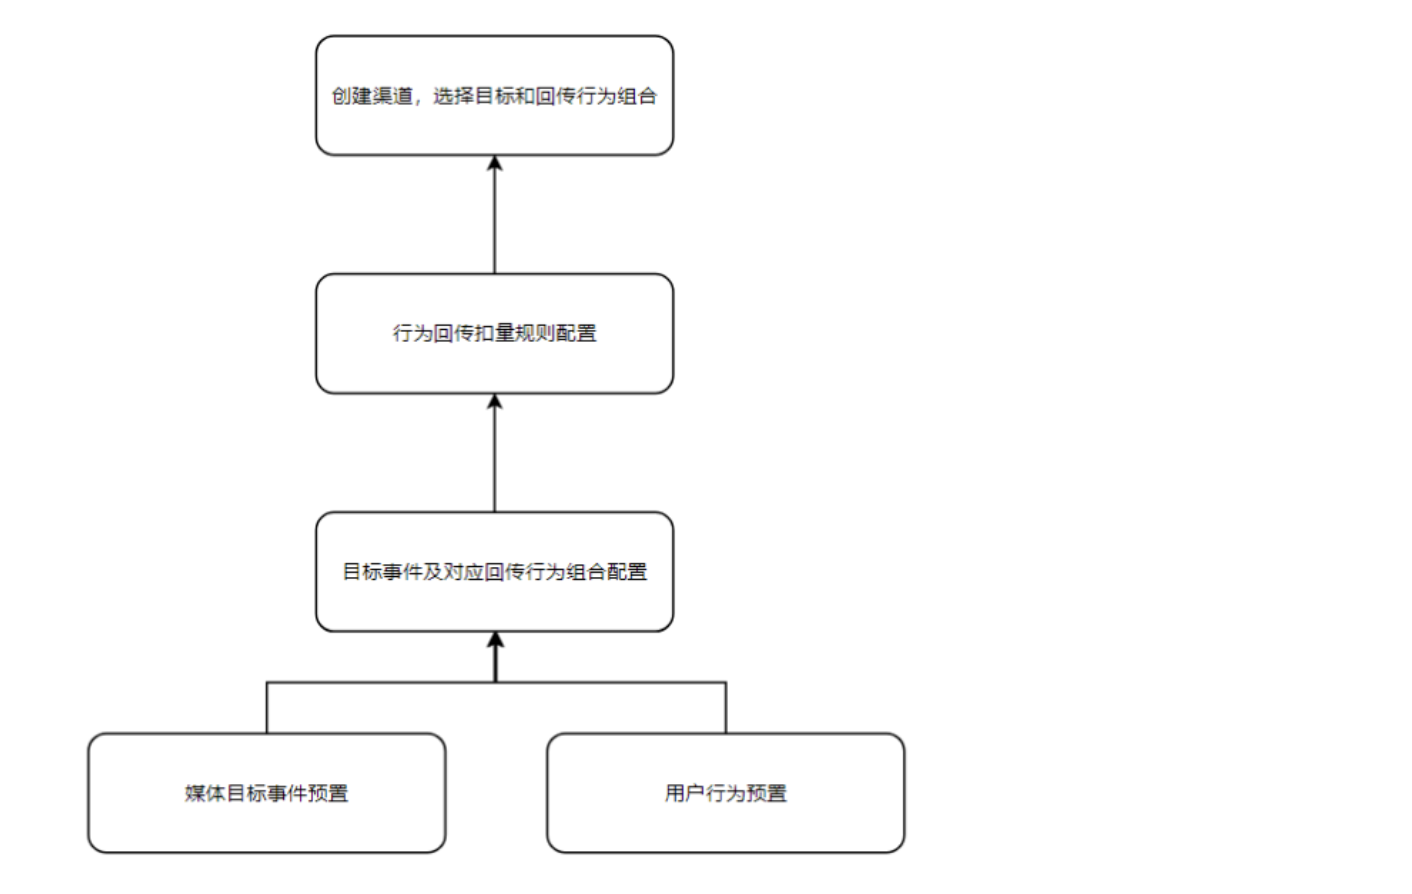 创建渠道，选择目标和回传行为组合
行为回传扣量规则配置
目标事件及对应回传行为组合配置
媒体目标事件预置
用户行为预置